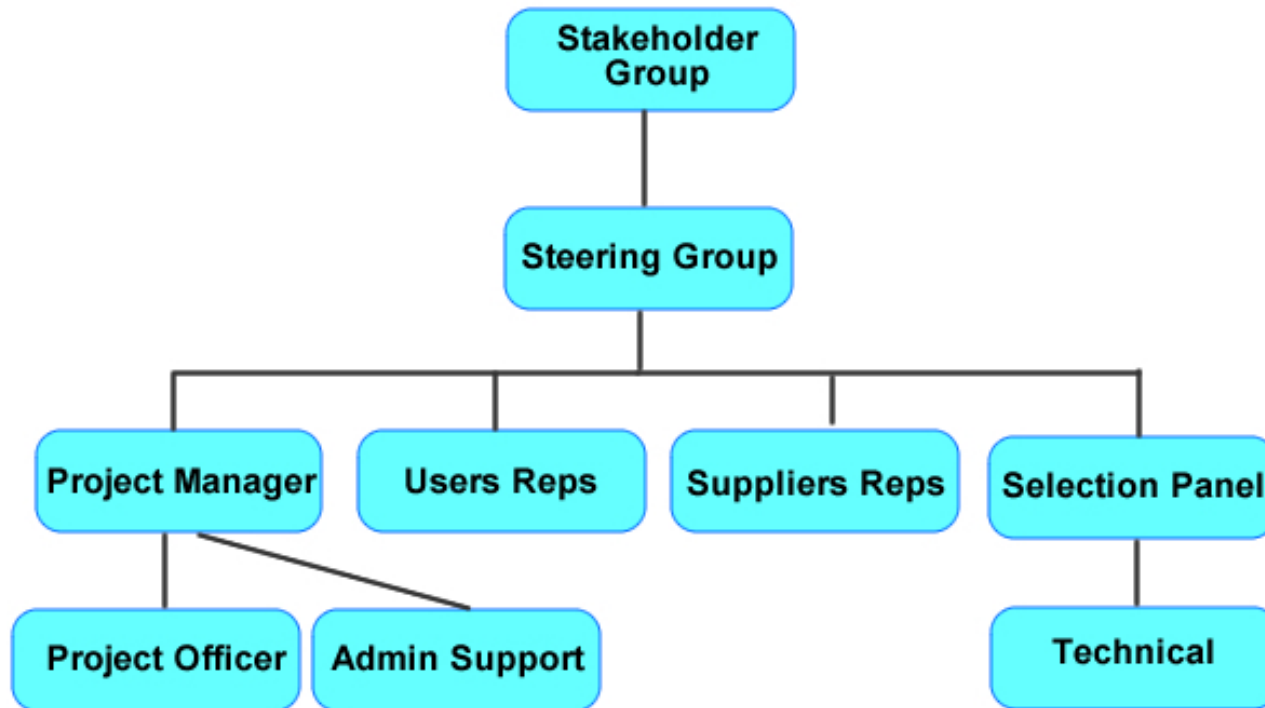 Stakeholder
Group
Steering Group
Project Manager
Users Reps
Suppliers Reps
Selection Panel
Project Officer
Admin Support
Technical